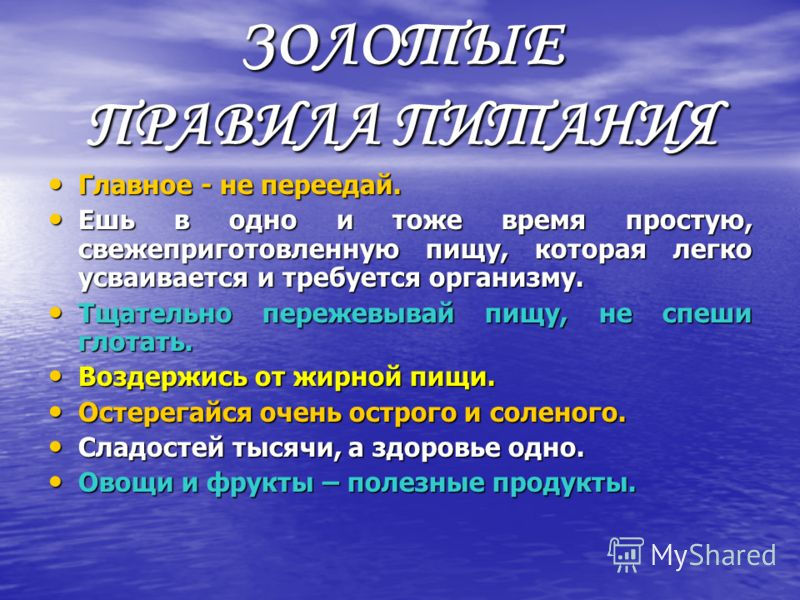 ЗОЛОТЫЕ
ПРАВИЛА ПИТАНИЯ
• Главное - не переедай.
• Ешь в одно и тоже время простую,
свежеприготовленную пищу, которая легко
усваивается и требуется организму.
• Тщательно пережевывай пищу, не спеши
глотать.
• Воздержись от жирной пищи.
• Остерегайся очень острого и соленого.
• Сладостей тысячи, а здоровье одно.
• Овощи и фрукты – полезные продукты.
MyShared